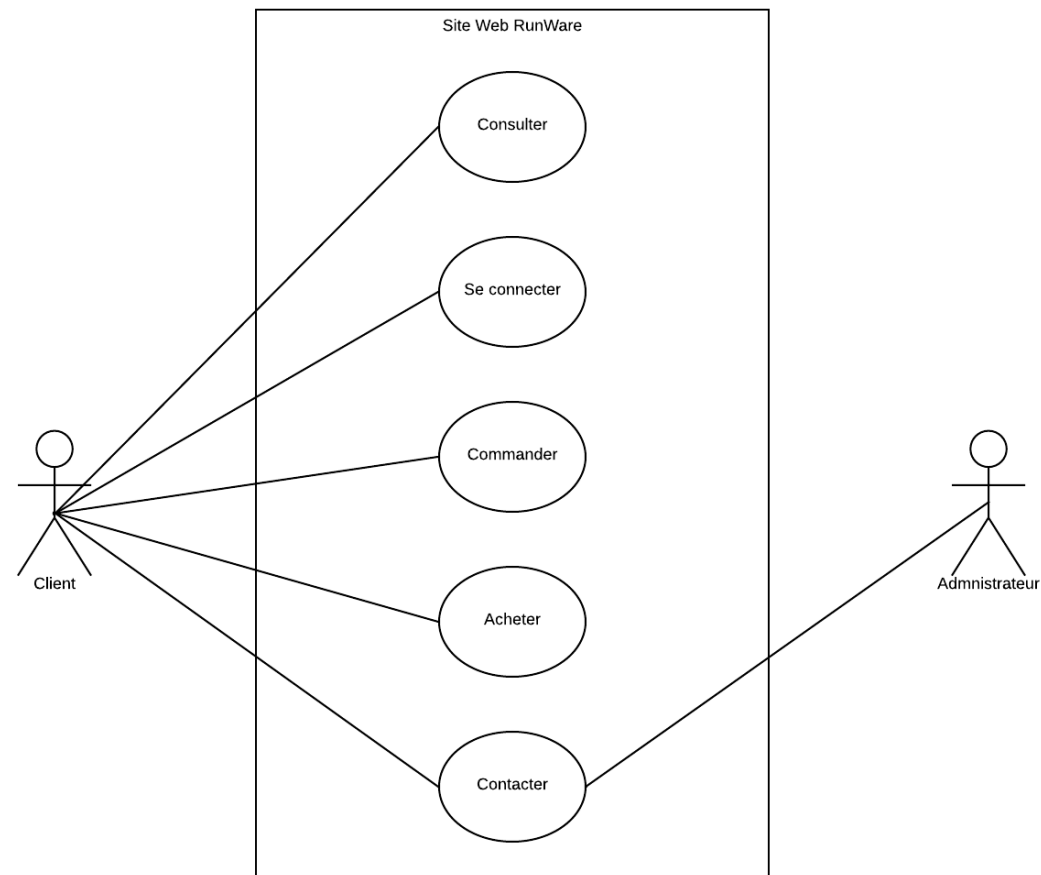 Site Web RunWare
Consulter
Se connecter
Commander
Client
Admnistrateur
Acheter
Contacter